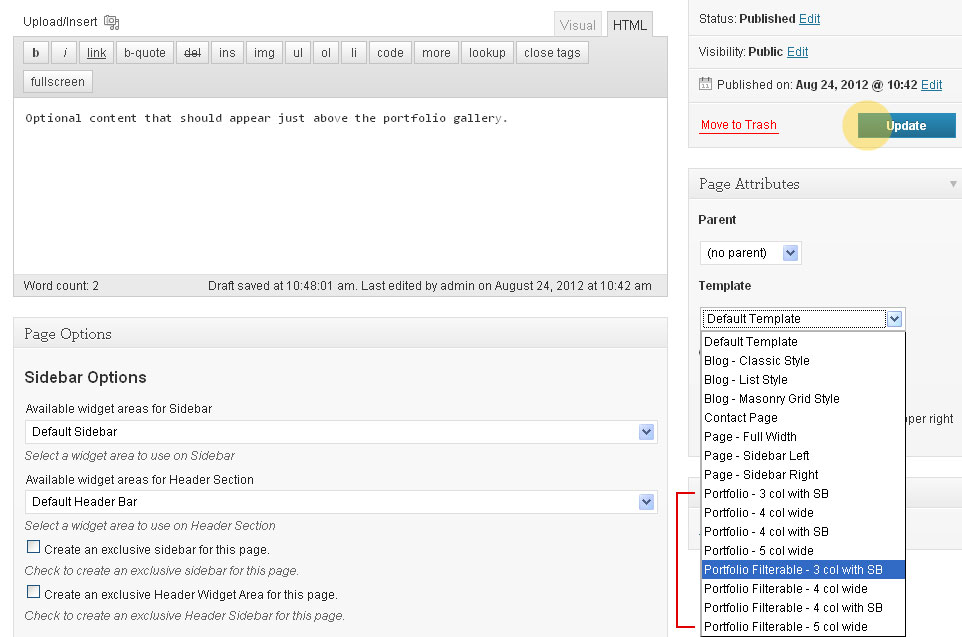 Upload/Insert
Visual
HTML
b
i
link
b-quote
del
ins
img
ul
ol
li
code
more
lookup
close tags
fullscreen
Optional content that should appear just above the portfolio gallery.
Word count: 2
Draft saved at 10:48:01 am. Last edited by admin on August 24, 2012 at 10:42 am
Page Options
Sidebar Options
Available widget areas for Sidebar
Default Sidebar
Select a widget area to use on Sidebar
Available widget areas for Header Section
Default Header Bar
Select a widget area to use on Header Section
Create an exclusive sidebar for this page.
Check to create an exclusive sidebar for this page.
Create an exclusive Header Widget Area for this page.
Check to create an exclusive Header Sidebar for this page.
Status: Published Edit
Visibility: Public Edit
Published on: Aug 24, 2012 @ 10:42 Edit
Move to Trash
Update
Page Attributes
Parent
(no parent)
Template
Default Template
Default Template
Blog - Classic Style
Blog - List Style
Blog - Masonry Grid Style
Contact Page
pper right
Page - Full Width
Page - Sidebar Left
Page - Sidebar Right
Portfolio - 3 col with SB
Portfolio - 4 col wide
Portfolio - 4 col with SB
Portfolio - 5 col wide
Portfolio Filterable - 3 col with SB
Portfolio Filterable - 4 col wide
Portfolio Filterable - 4 col with SB
Portfolio Filterable - 5 col wide